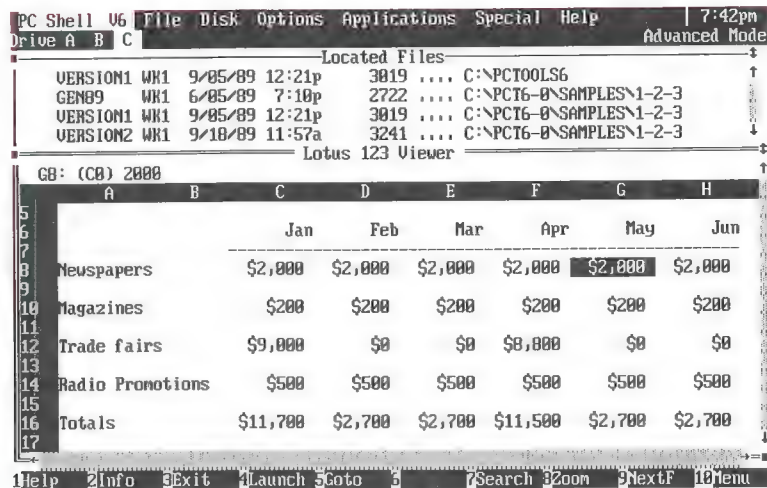 PC Shell V6 File Disk Options Applications Special Help 7:42pm
Drive A B C Advanced Mode
Located Files
VERSION1 WK1 9/05/89 12:21p 3019 .... C:\PCTOOLS6
GEN89 WK1 6/05/89 7:10p 2722 .... C:\PCT6-0\SAMPLES\1-2-3
VERSION1 WK1 9/05/89 12:21p 3019 .... C:\PCT6-0\SAMPLES\1-2-3
VERSION2 WK1 9/18/89 11:57a 3241 .... C:\PCT6-0\SAMPLES\1-2-3
Lotus 123 Viewer
G8: (C0) 2000
A B C D E F G H
5
6 Jan Feb Mar Apr May Jun
7
8 Newspapers $2,000 $2,000 $2,000 $2,000 $2,000 $2,000
9
10 Magazines $200 $200 $200 $200 $200 $200
11
12 Trade fairs $9,000 $0 $0 $8,800 $0 $0
13
14 Radio Promotions $500 $500 $500 $500 $500 $500
15
16 Totals $11,700 $2,700 $2,700 $11,500 $2,700 $2,700
17
1Help 2Info 3Exit 4Launch 5Goto 6 7Search 8Zoom 9NextF 10Menu